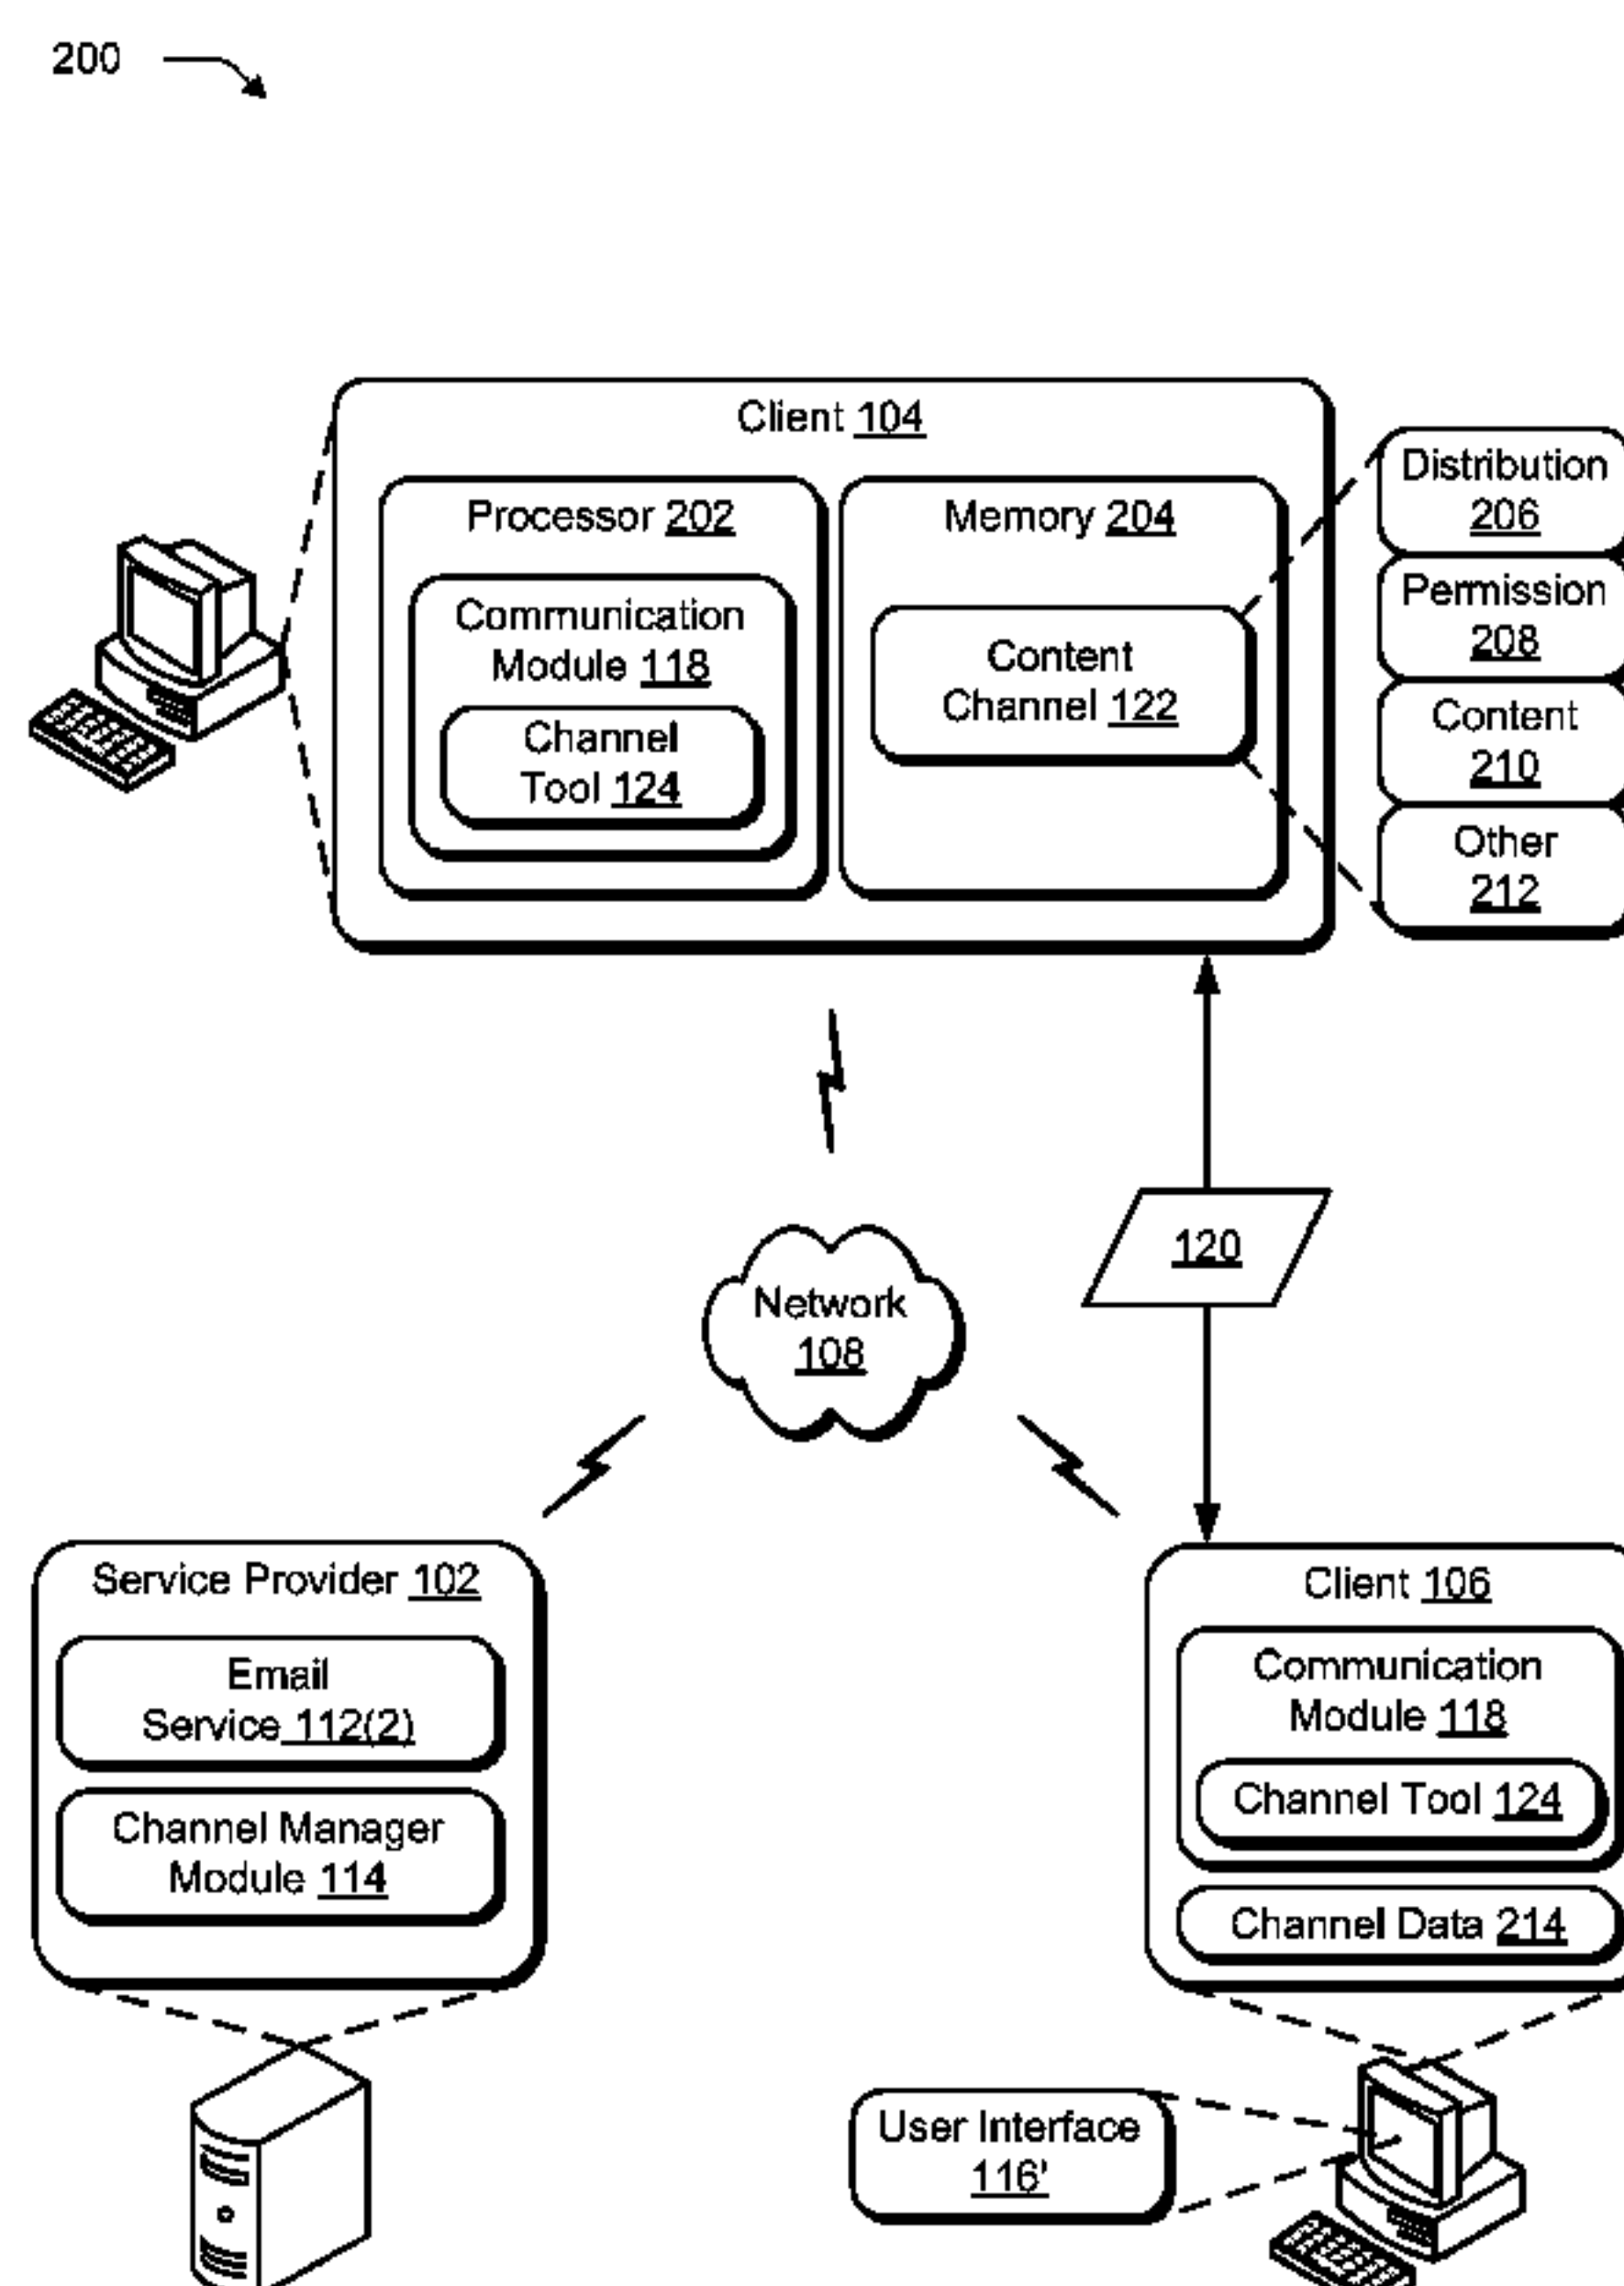 200
Client 104
Processor 202
Communication
Module 118
Channel
Tool 124
Memory 204
Content
Channel 122
Distribution
206
Permission
208
Content
210
Other
212
120
Network
108
Service Provider 102
Email
Service 112(2)
Channel Manager
Module 114
Client 106
Communication
Module 118
Channel Tool 124
Channel Data 214
User Interface
116'